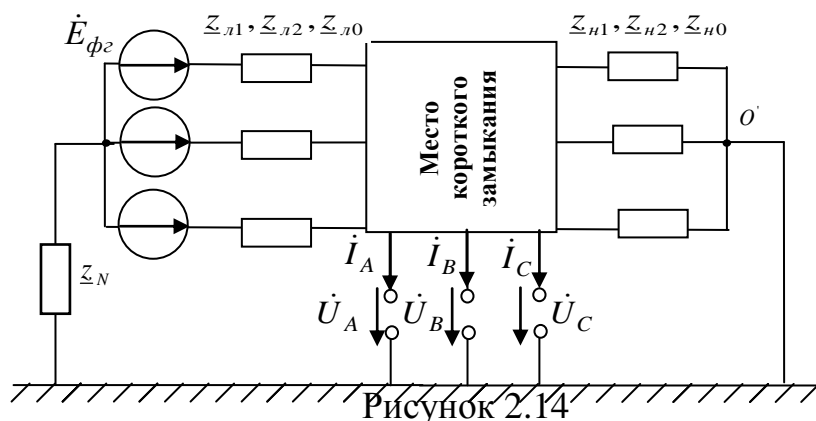 Ė_фг
z_л1, z_л2, z_л0
z_н1, z_н2, z_н0
Место
короткого
замыкания
O'
z_N
İ_A İ_B İ_C
U̇_A U̇_B U̇_C
Рисунок 2.14